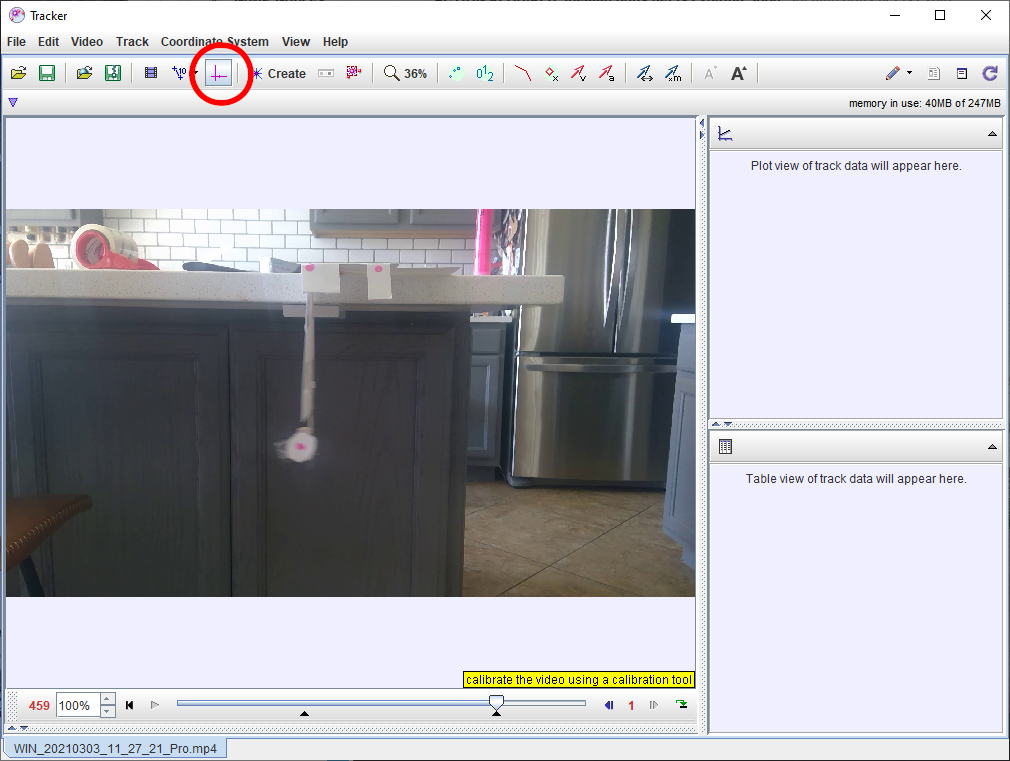 Tracker
File Edit Video Track Coordinate System View Help
Create 36%
memory in use: 40MB of 247MB
Plot view of track data will appear here.
Table view of track data will appear here.
calibrate the video using a calibration tool
459 100% 1
WIN_20210303_11_27_21_Pro.mp4